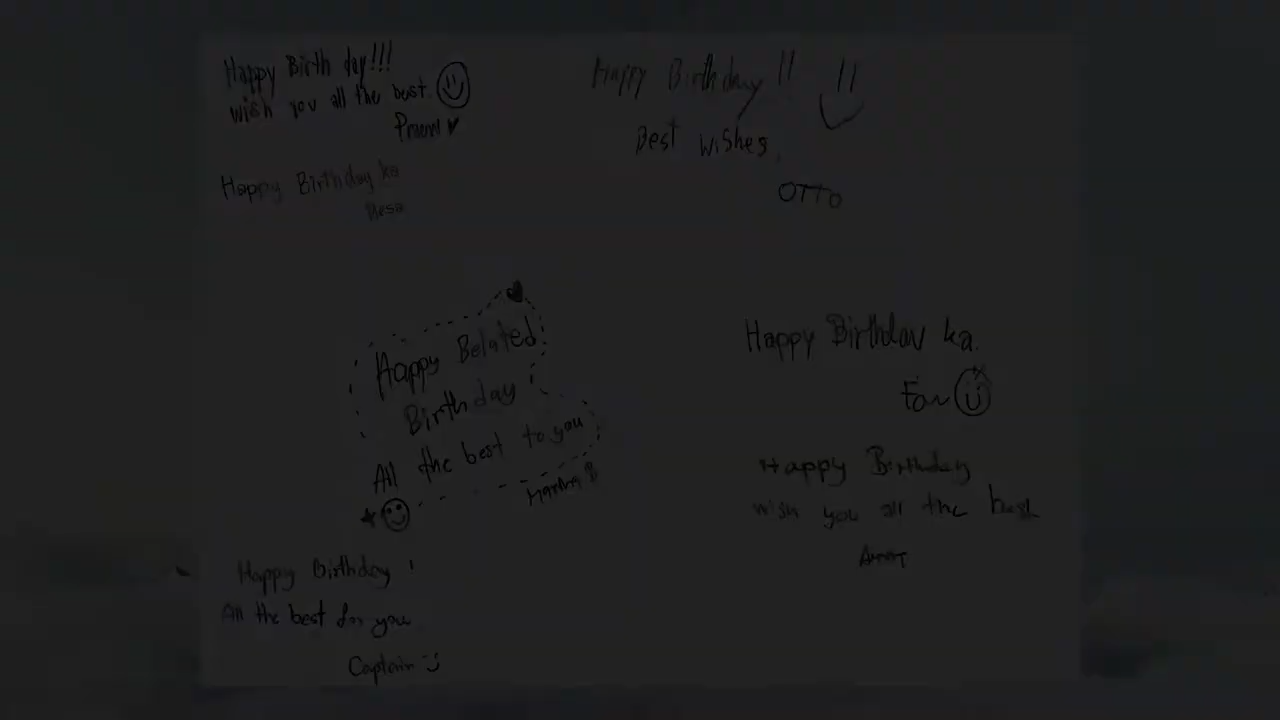 Happy Birth day!!!
wish you all the best.
Praew
Happy Birthday ka
Happy Birthday !!
Best wishes,
OTTO
Happy Belated
Birthday
All the best to you
Happy Birthday ka.
Happy Birthday
wish you all the best
Happy Birthday !
All the best for you
Captain